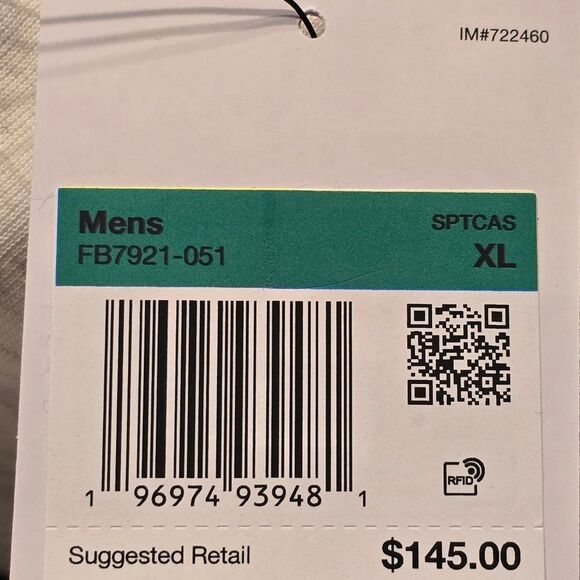 IM#722460
Mens SPTCAS
FB7921-051 XL
RFID
1 96974 93948 1
Suggested Retail $145.00